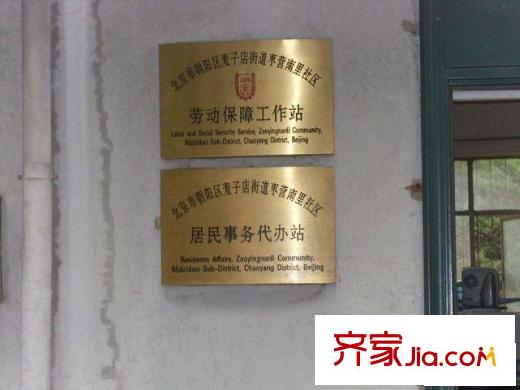 北京市朝阳区麦子店街道枣营南里社区
劳动保障工作站
Labor and Social Security Service, Zaoyingnanli Community,
Maizidian Sub-District, Chaoyang District, Beijing
北京市朝阳区麦子店街道枣营南里社区
居民事务代办站
Residents Affairs, Zaoyingnanli Community,
Maizidian Sub-District, Chaoyang District, Beijing
齐家Jia.com